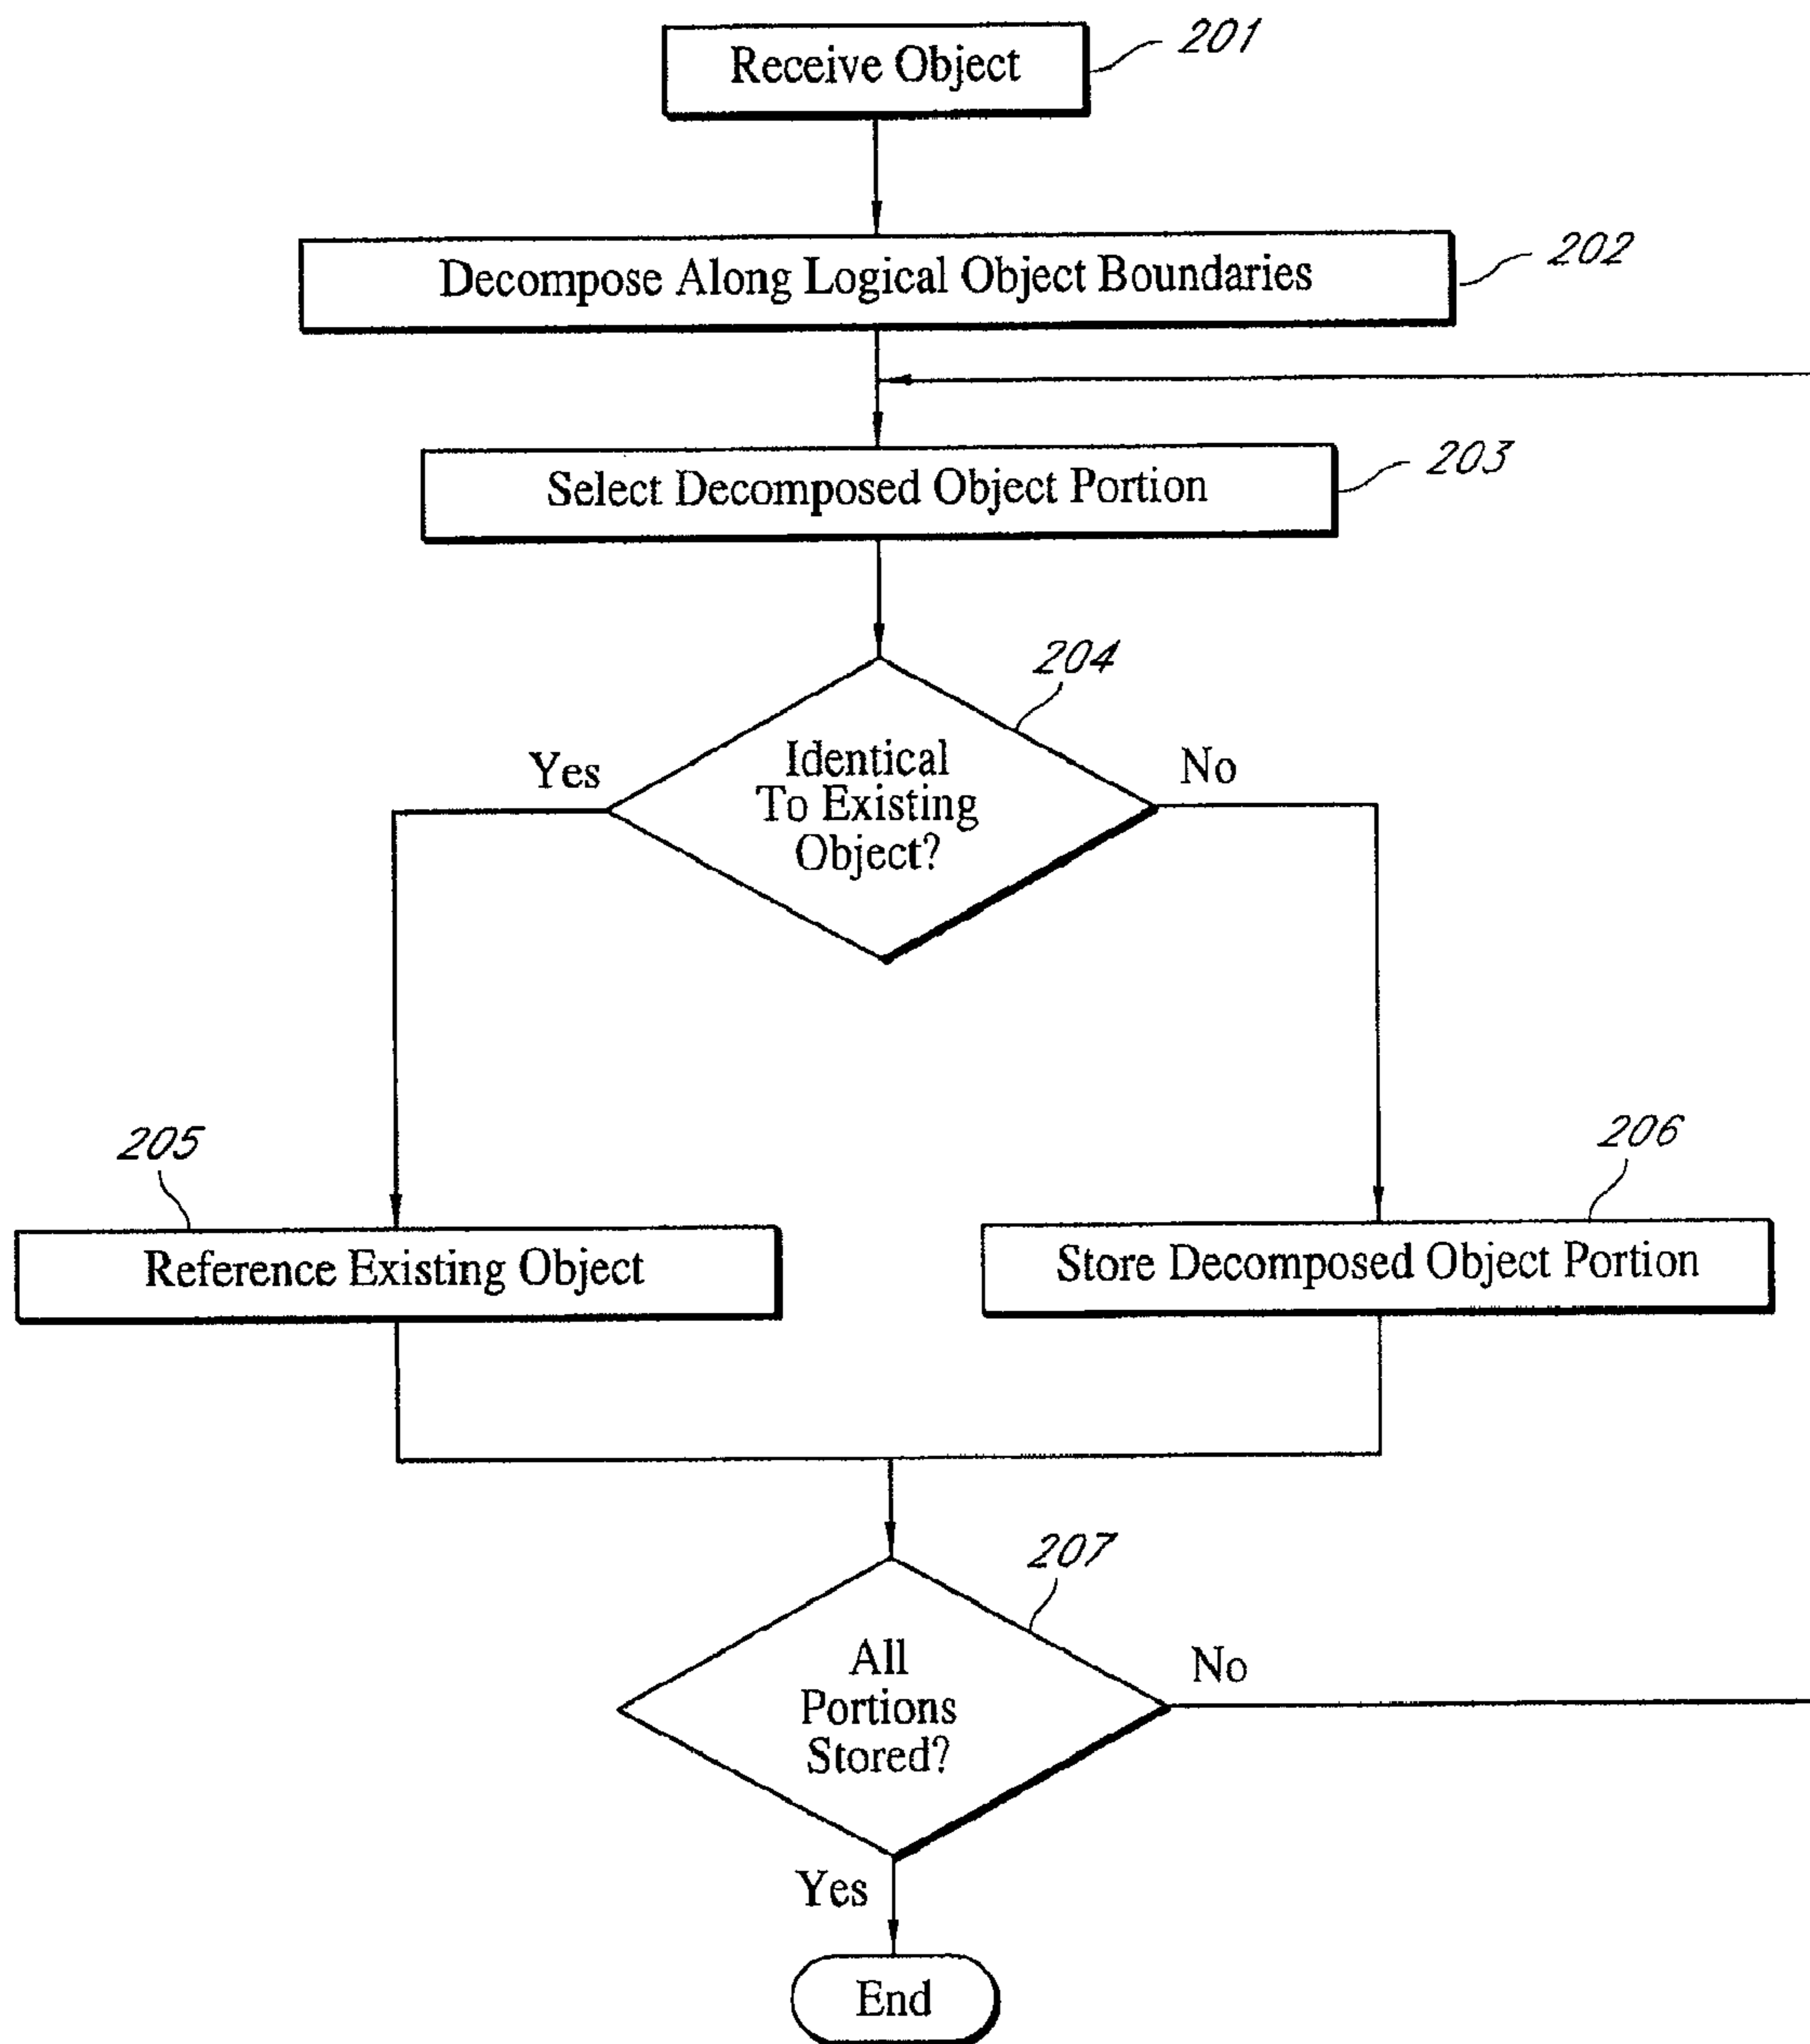 Receive Object
201
Decompose Along Logical Object Boundaries
202
Select Decomposed Object Portion
203
204
Yes
Identical
To Existing
Object?
No
205
206
Reference Existing Object
Store Decomposed Object Portion
207
All
Portions
Stored?
No
Yes
End